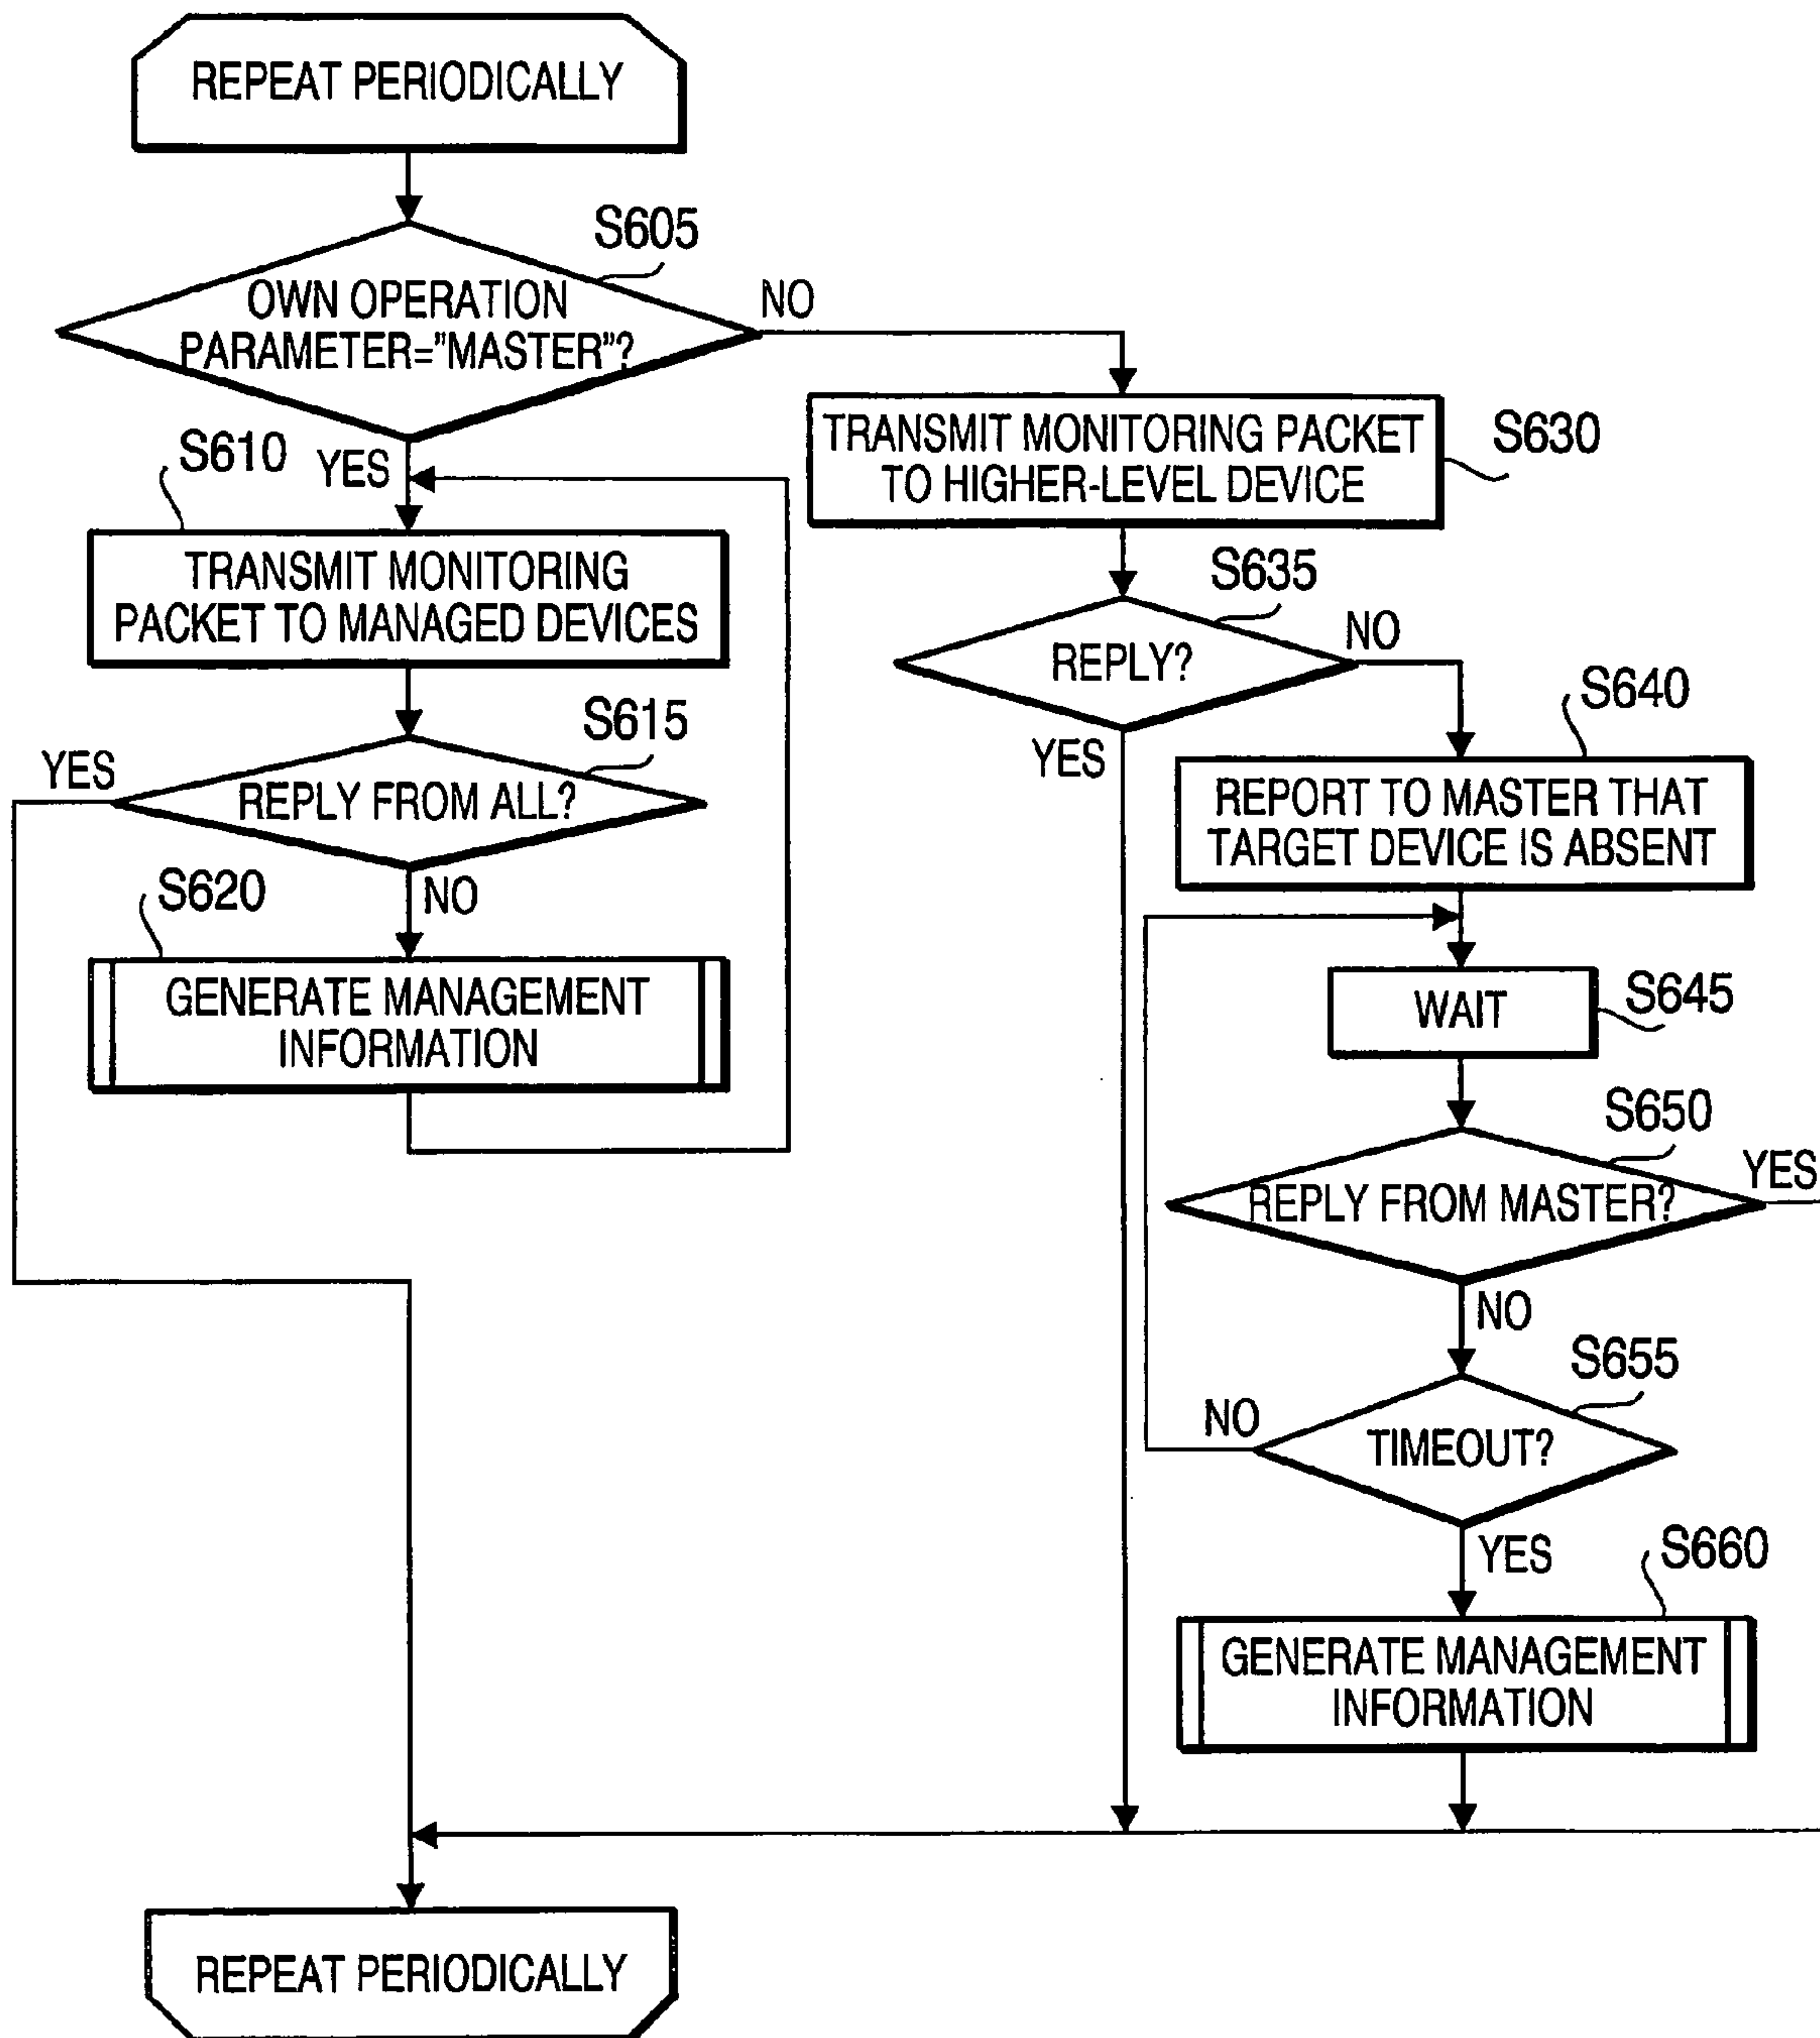 REPEAT PERIODICALLY
S605
OWN OPERATION
PARAMETER="MASTER"?
NO
YES
S610
TRANSMIT MONITORING
PACKET TO MANAGED DEVICES
S615
REPLY FROM ALL?
YES
NO
S620
GENERATE MANAGEMENT
INFORMATION
TRANSMIT MONITORING PACKET
TO HIGHER-LEVEL DEVICE
S630
S635
REPLY?
NO
YES
S640
REPORT TO MASTER THAT
TARGET DEVICE IS ABSENT
WAIT
S645
S650
REPLY FROM MASTER?
YES
NO
S655
TIMEOUT?
NO
YES
S660
GENERATE MANAGEMENT
INFORMATION
REPEAT PERIODICALLY